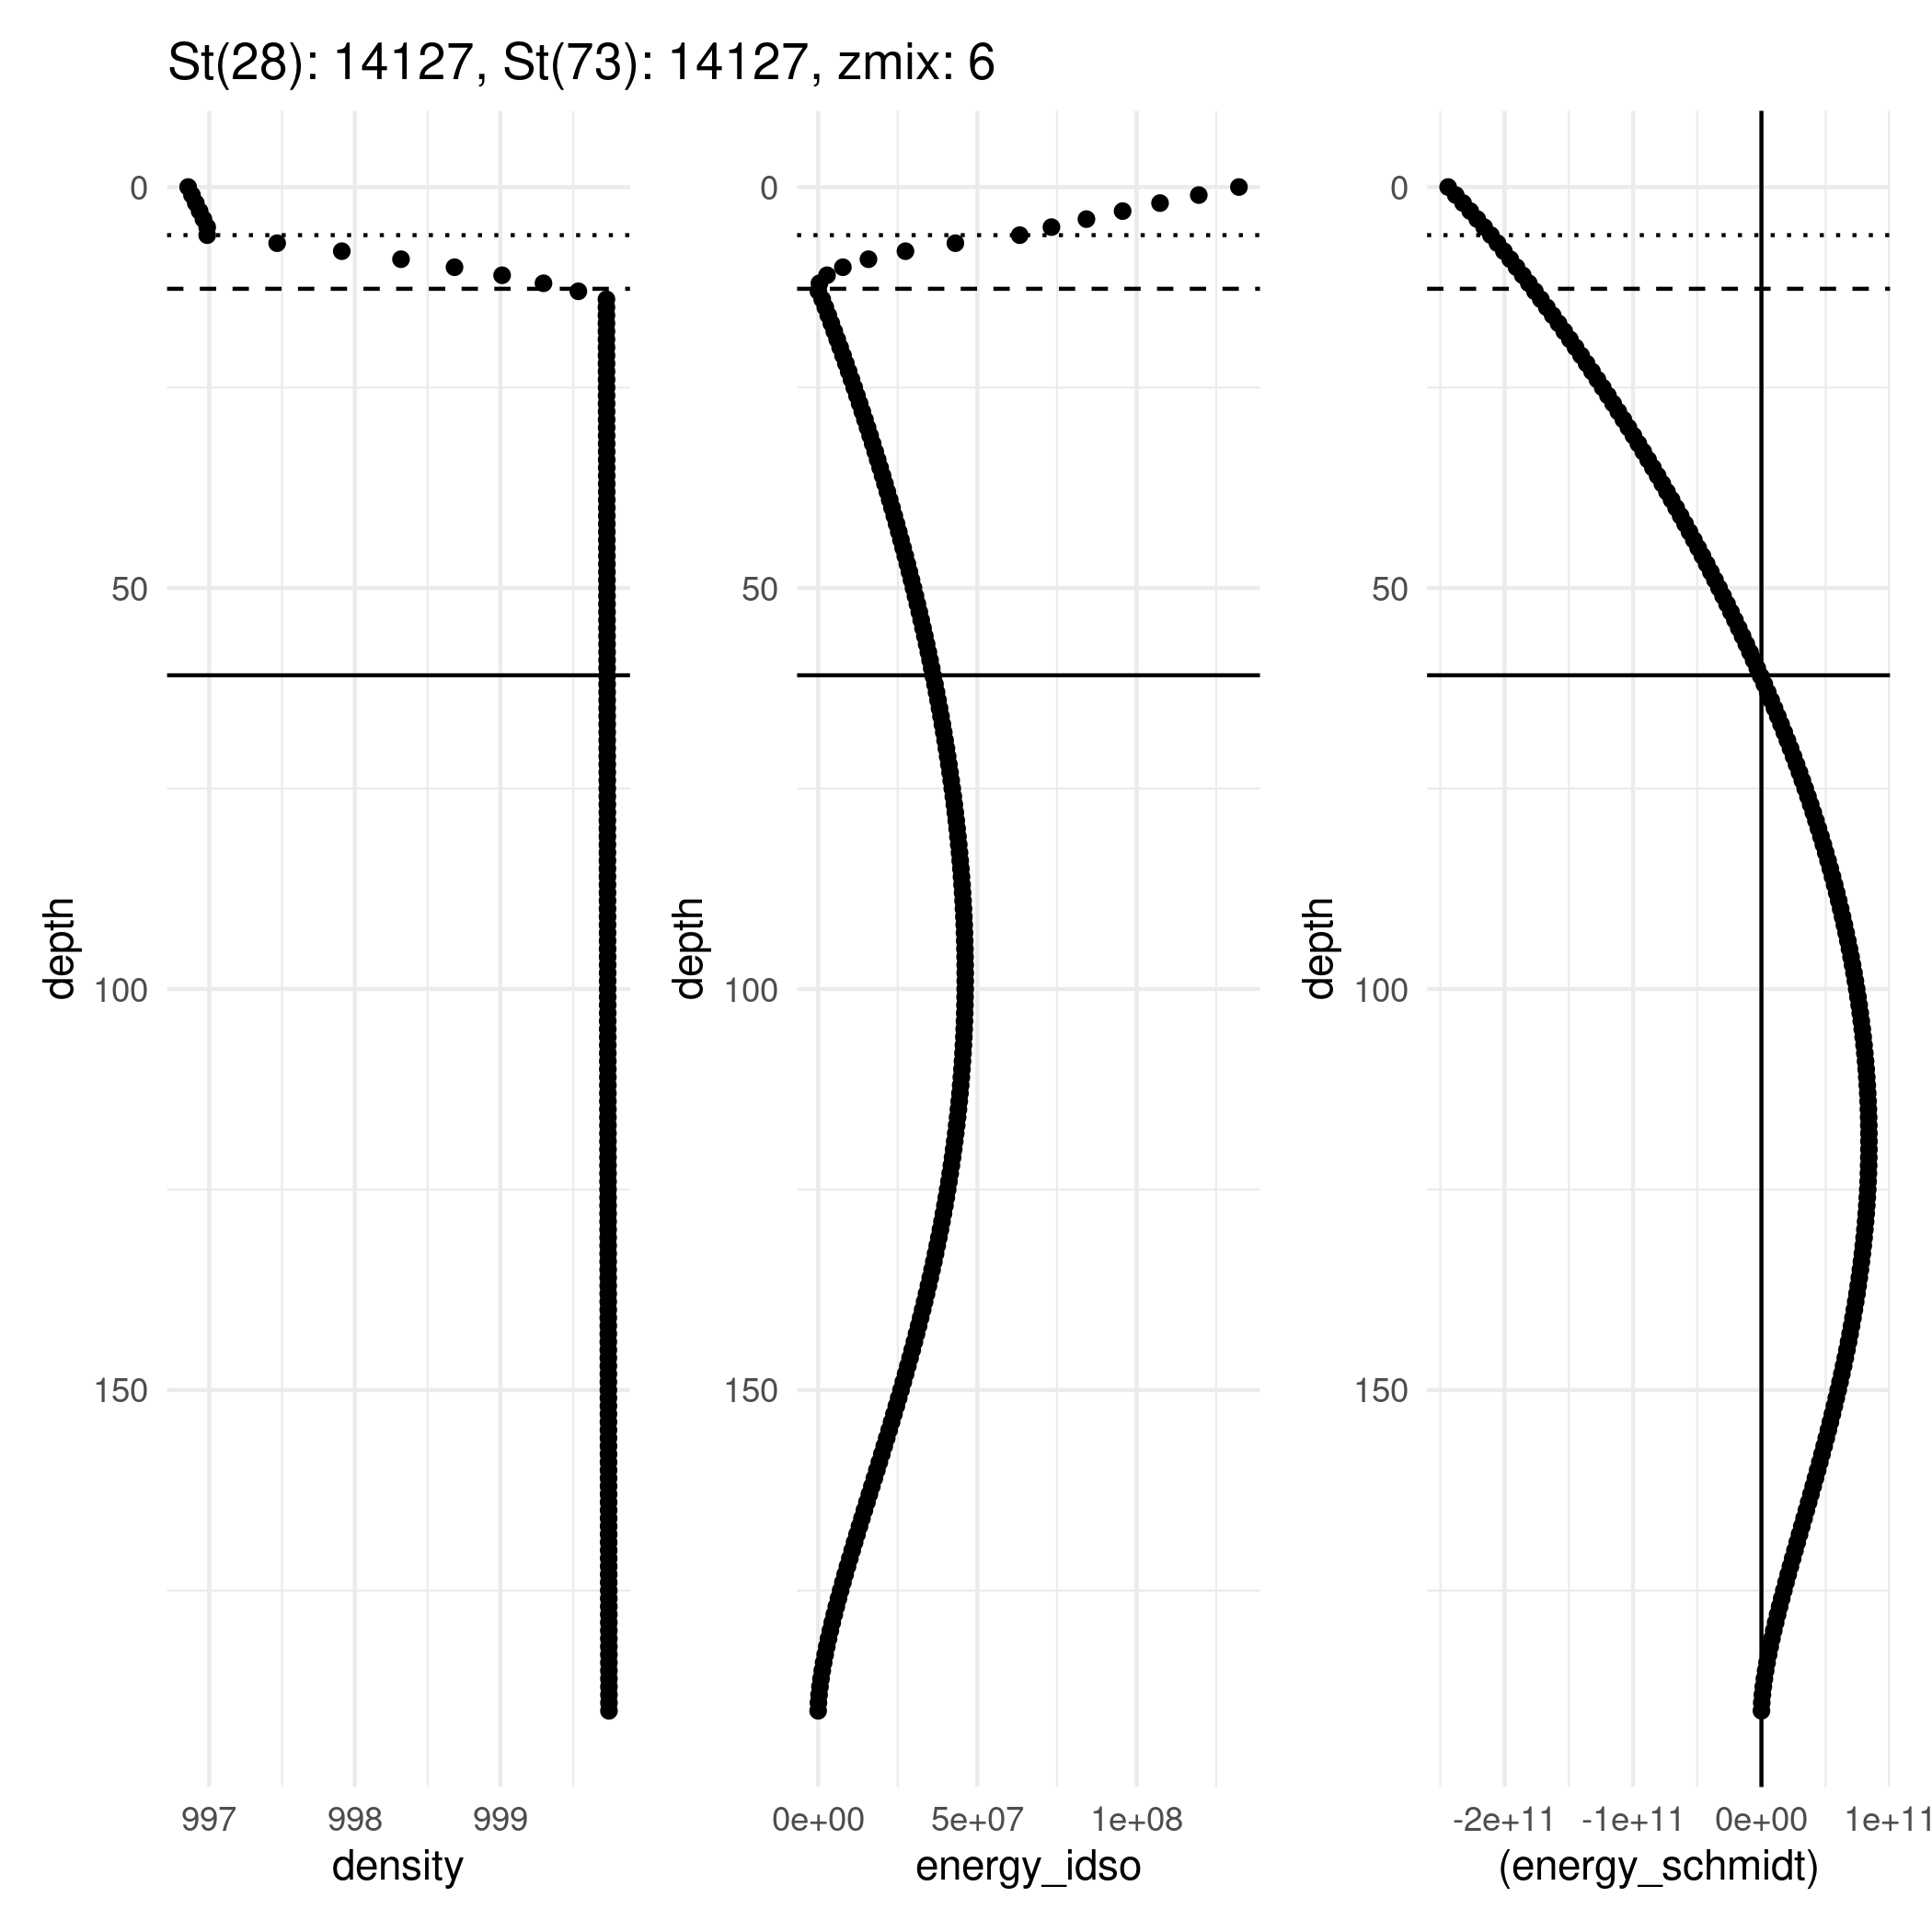 St(28): 14127, St(73): 14127, zmix: 6
0
50
100
150
depth
997
998
999
density
0
50
100
150
depth
0e+00
5e+07
1e+08
energy_idso
0
50
100
150
depth
-2e+11
-1e+11
0e+00
1e+11
(energy_schmidt)